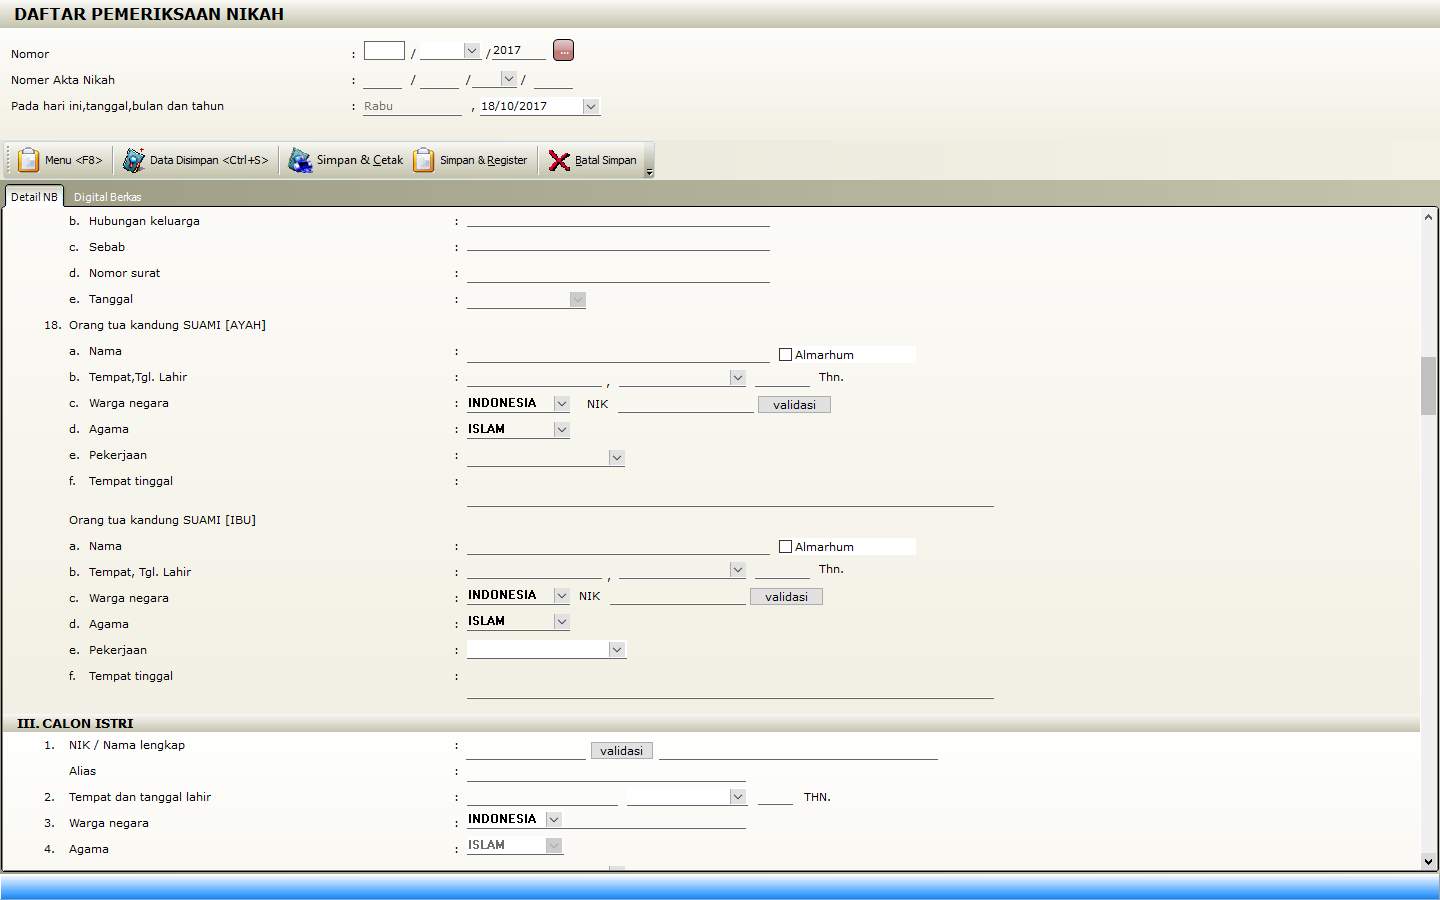 DAFTAR PEMERIKSAAN NIKAH
Nomor : / / 2017 ...
Nomer Akta Nikah : / / /
Pada hari ini,tanggal,bulan dan tahun : Rabu , 18/10/2017
Menu <F8> Data Disimpan <Ctrl+S> Simpan & Cetak Simpan & Register Batal Simpan
Detail NB Digital Berkas
b. Hubungan keluarga :
c. Sebab :
d. Nomor surat :
e. Tanggal :
18. Orang tua kandung SUAMI [AYAH]
a. Nama : Almarhum
b. Tempat,Tgl. Lahir : , Thn.
c. Warga negara : INDONESIA NIK validasi
d. Agama : ISLAM
e. Pekerjaan :
f. Tempat tinggal :
Orang tua kandung SUAMI [IBU]
a. Nama : Almarhum
b. Tempat, Tgl. Lahir : , Thn.
c. Warga negara : INDONESIA NIK validasi
d. Agama : ISLAM
e. Pekerjaan :
f. Tempat tinggal :
III. CALON ISTRI
1. NIK / Nama lengkap : validasi
Alias :
2. Tempat dan tanggal lahir : THN.
3. Warga negara : INDONESIA
4. Agama : ISLAM